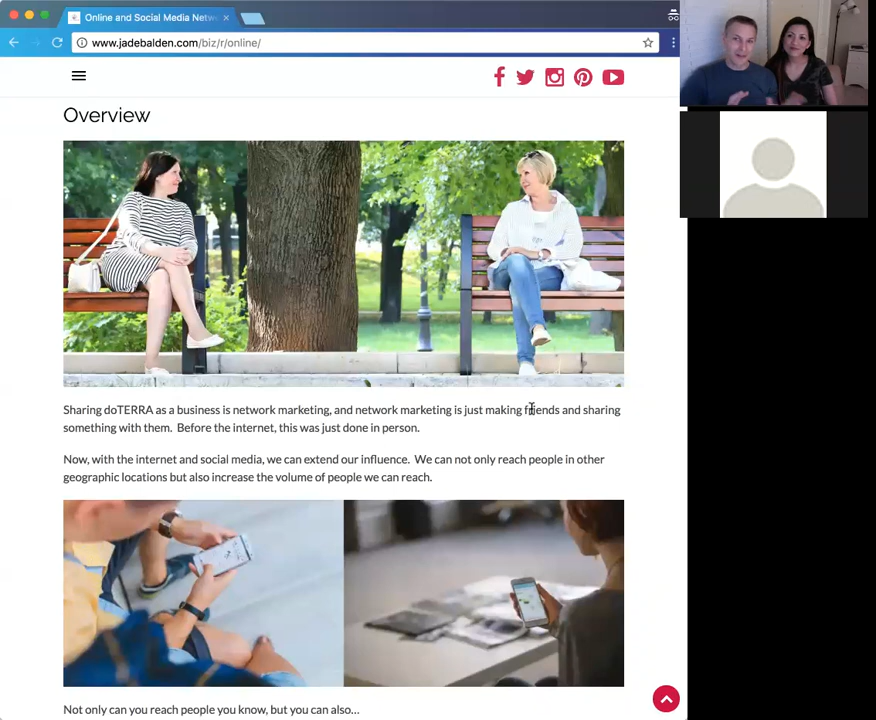 Online and Social Media Netw
www.jadebalden.com/biz/r/online/
Overview
Sharing doTERRA as a business is network marketing, and network marketing is just making friends and sharing
something with them.  Before the internet, this was just done in person.
Now, with the internet and social media, we can extend our influence.  We can not only reach people in other
geographic locations but also increase the volume of people we can reach.
Not only can you reach people you know, but you can also...